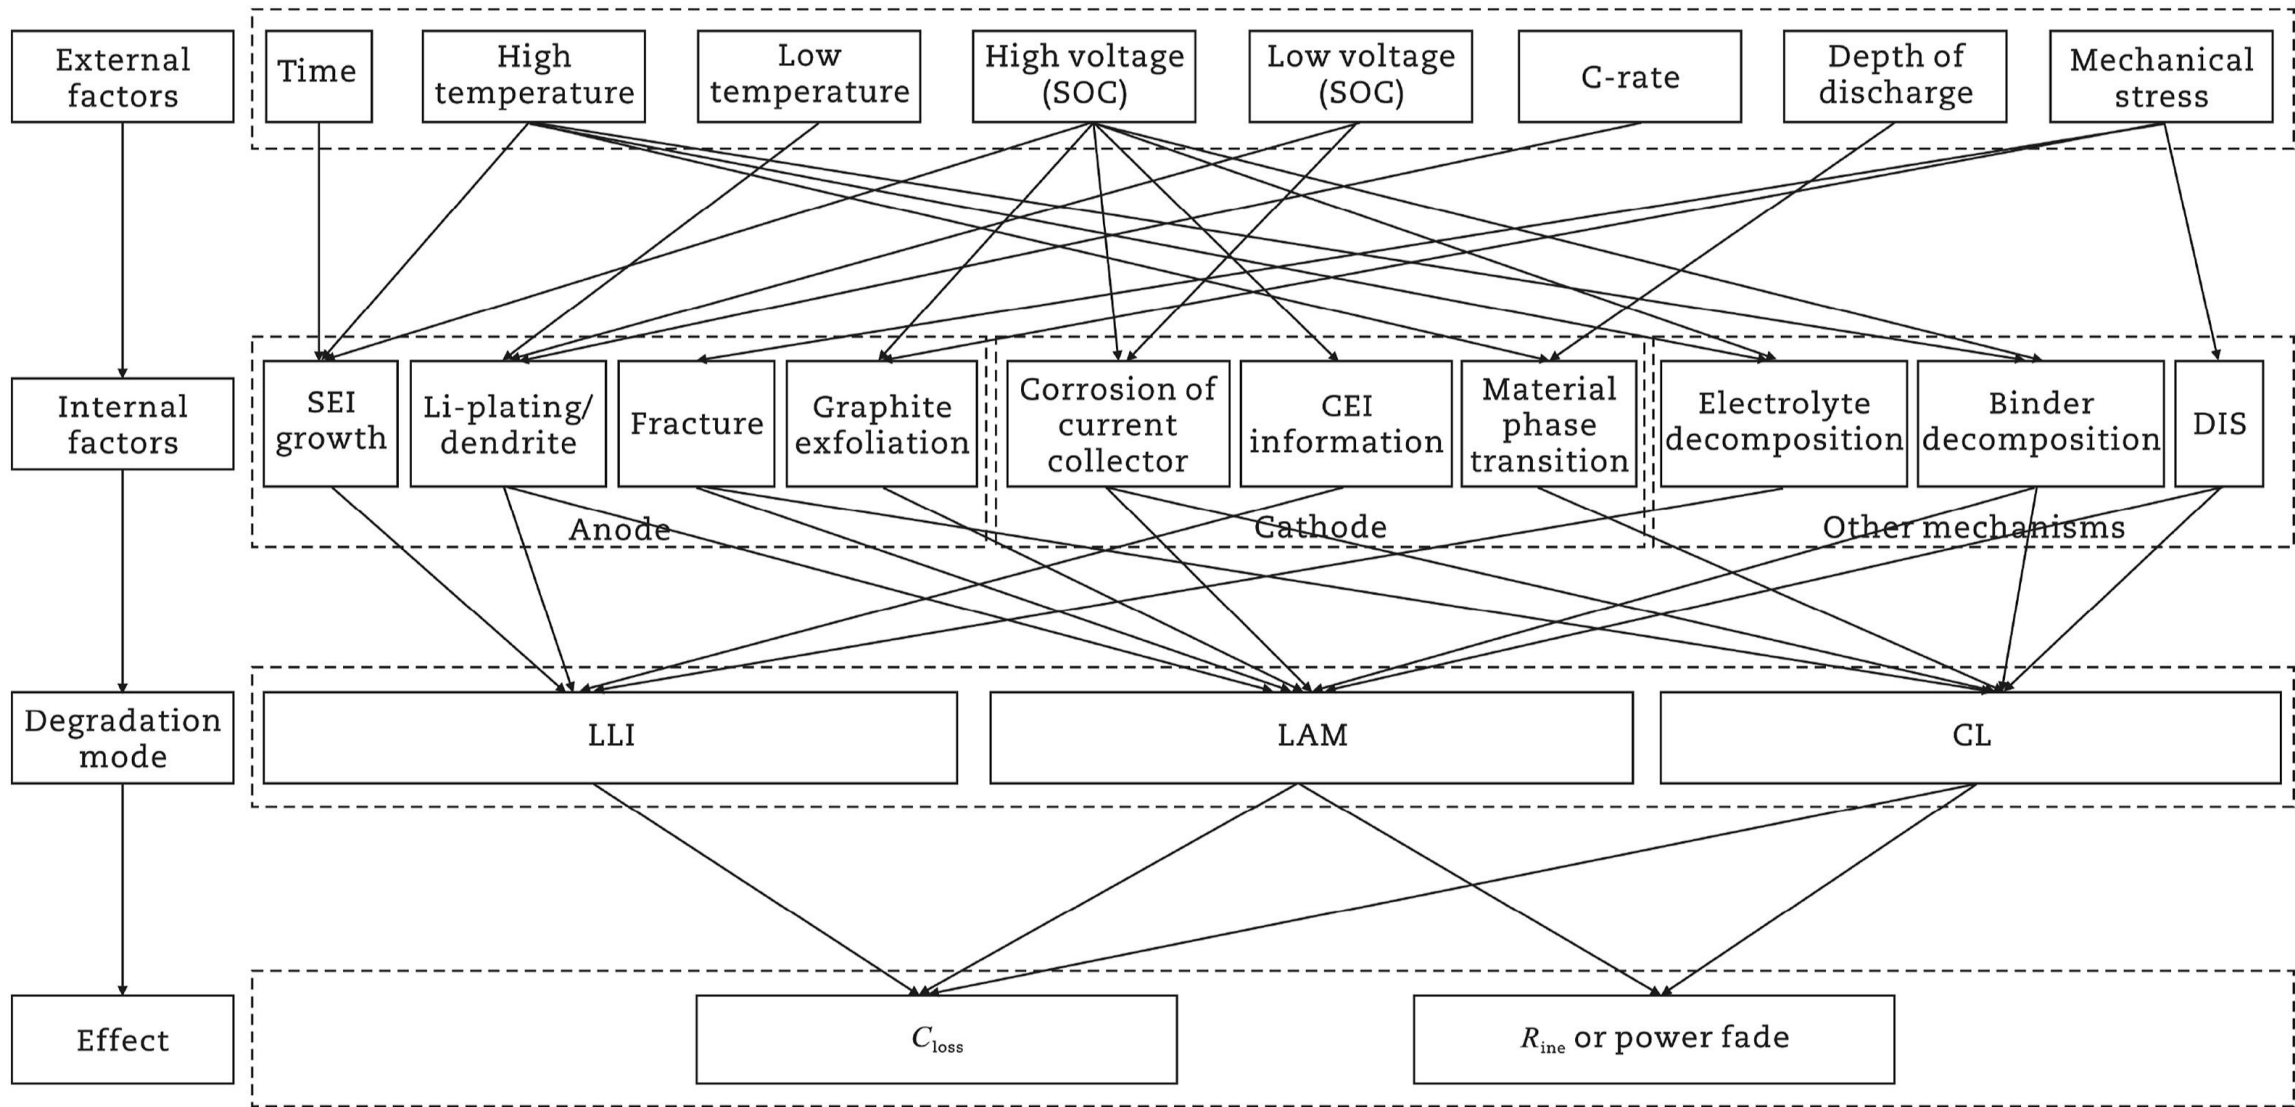 External
factors
Time
High
temperature
Low
temperature
High voltage
(SOC)
Low voltage
(SOC)
C-rate
Depth of
discharge
Mechanical
stress
Internal
factors
SEI
growth
Li-plating/
dendrite
Fracture
Graphite
exfoliation
Corrosion of
current
collector
CEI
information
Material
phase
transition
Electrolyte
decomposition
Binder
decomposition
DIS
Anode
Cathode
Other mechanisms
Degradation
mode
LLI
LAM
CL
Effect
C loss
R ine or power fade